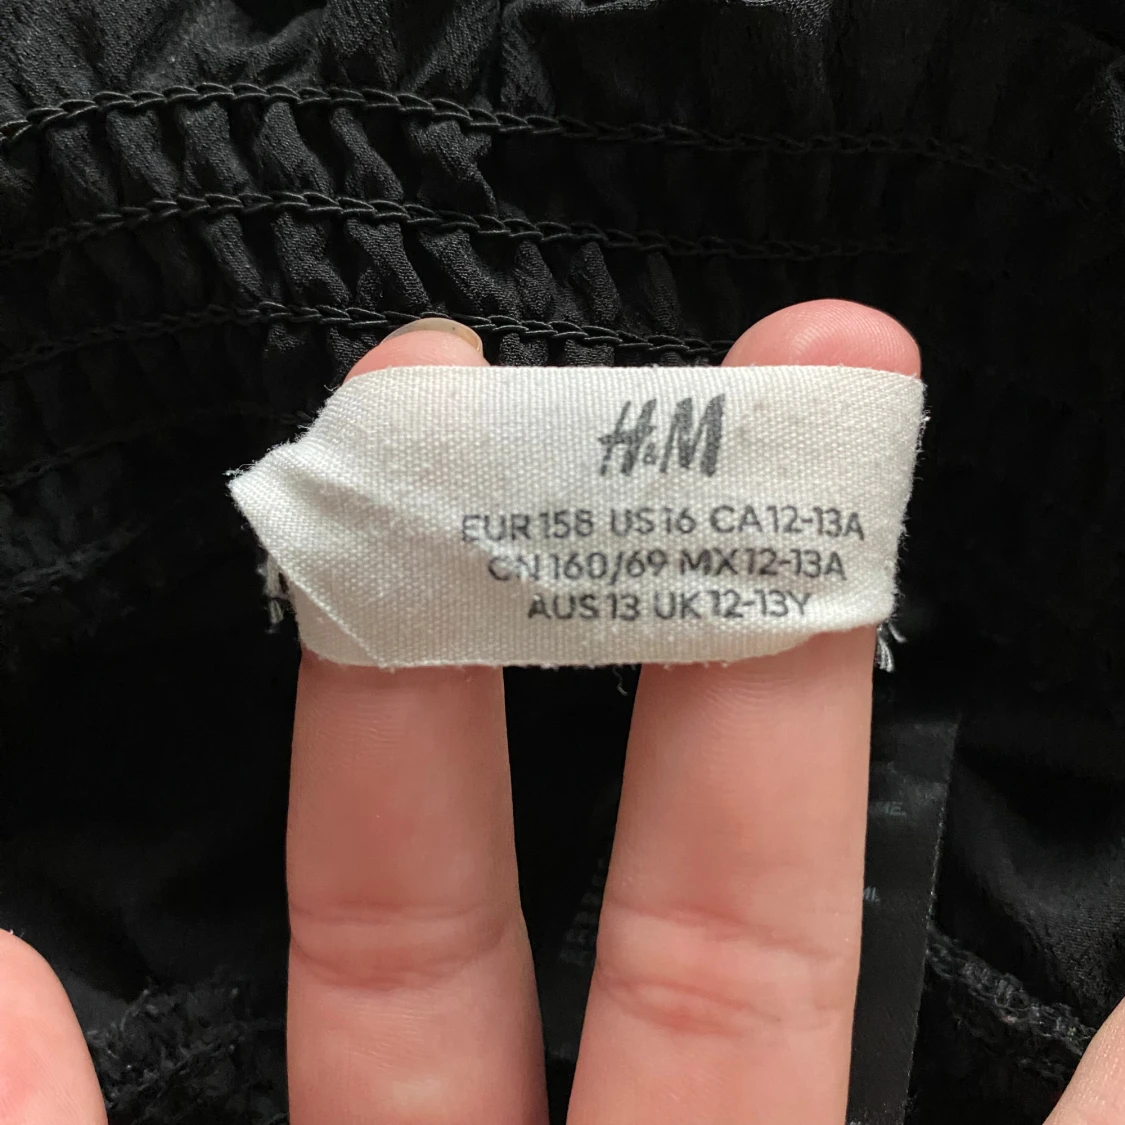 H&M
EUR 158 US 16 CA 12-13A
CN 160/69 MX 12-13A
AUS 13 UK 12-13Y